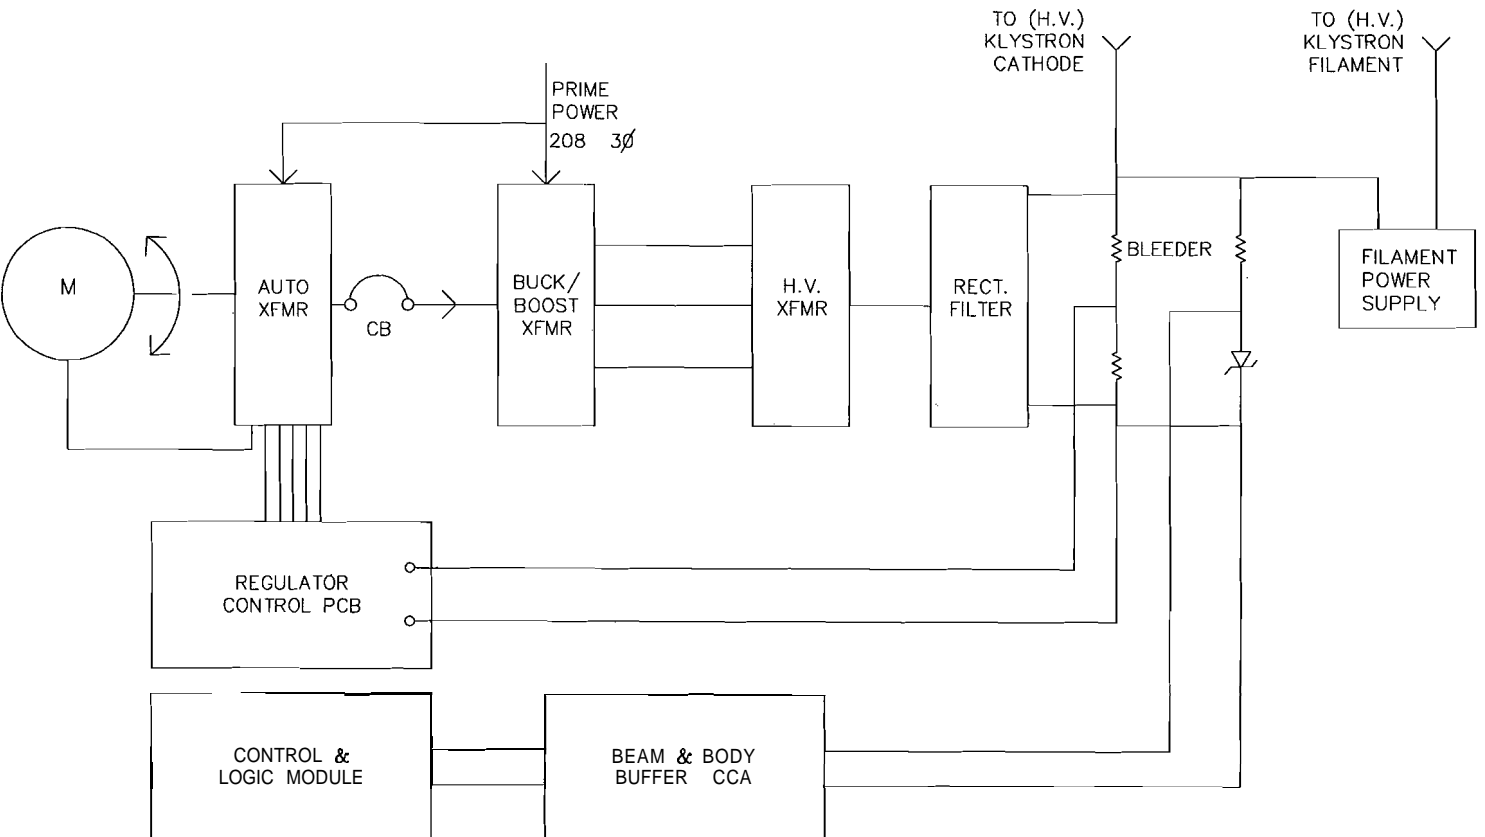 TO (H.V.)
KLYSTRON
CATHODE
TO (H.V.)
KLYSTRON
FILAMENT
PRIME
POWER
208 3Ø
M
AUTO
XFMR
CB
BUCK/
BOOST
XFMR
H.V.
XFMR
RECT.
FILTER
BLEEDER
FILAMENT
POWER
SUPPLY
REGULATOR
CONTROL PCB
CONTROL &
LOGIC MODULE
BEAM & BODY
BUFFER CCA